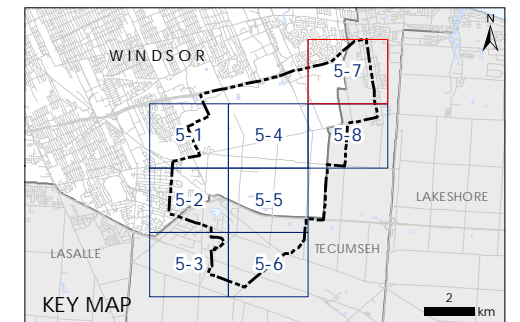 N
WINDSOR
5-7
5-1
5-4
5-8
5-2
5-5
LAKESHORE
LASALLE
TECUMSEH
5-3
5-6
KEY MAP
2
km